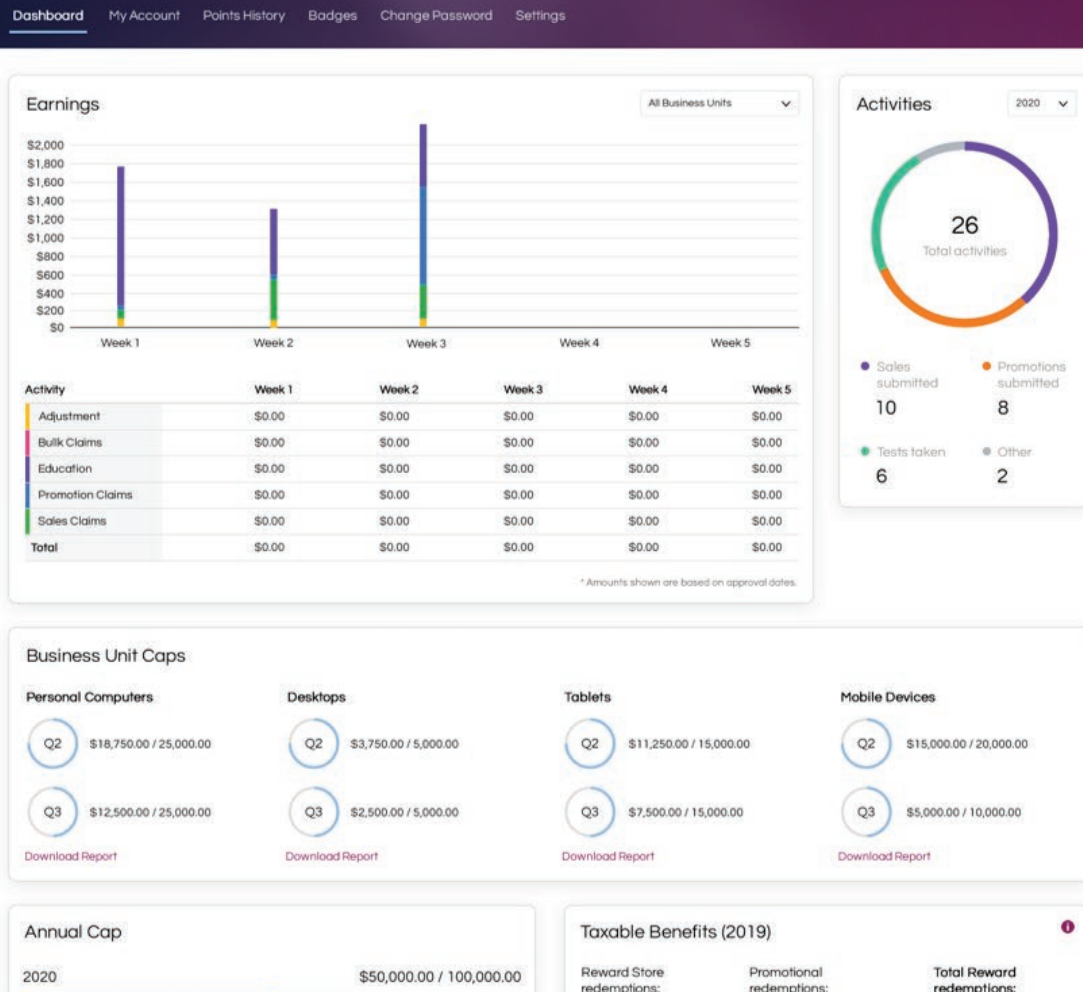 Dashboard My Account Points History Badges Change Password Settings
Earnings
All Business Units
$2,000
$1,800
$1,600
$1,400
$1,200
$1,000
$800
$600
$400
$200
$0
Week 1 Week 2 Week 3 Week 4 Week 5
Activity Week 1 Week 2 Week 3 Week 4 Week 5
Adjustment $0.00 $0.00 $0.00 $0.00 $0.00
Bullk Claims $0.00 $0.00 $0.00 $0.00 $0.00
Education $0.00 $0.00 $0.00 $0.00 $0.00
Promotion Claims $0.00 $0.00 $0.00 $0.00 $0.00
Sales Claims $0.00 $0.00 $0.00 $0.00 $0.00
Total $0.00 $0.00 $0.00 $0.00 $0.00
* Amounts shown are based on approval dates.
Activities
2020
26
Total activities
Sales submitted
10
Promotions submitted
8
Tests taken
6
Other
2
Business Unit Caps
Personal Computers Desktops Tablets Mobile Devices
Q2 $18,750.00 / 25,000.00 Q2 $3,750.00 / 5,000.00 Q2 $11,250.00 / 15,000.00 Q2 $15,000.00 / 20,000.00
Q3 $12,500.00 / 25,000.00 Q3 $2,500.00 / 5,000.00 Q3 $7,500.00 / 15,000.00 Q3 $5,000.00 / 10,000.00
Download Report Download Report Download Report Download Report
Annual Cap
2020 $50,000.00 / 100,000.00
Taxable Benefits (2019)
i
Reward Store Promotional Total Reward
redemptions: redemptions: redemptions: